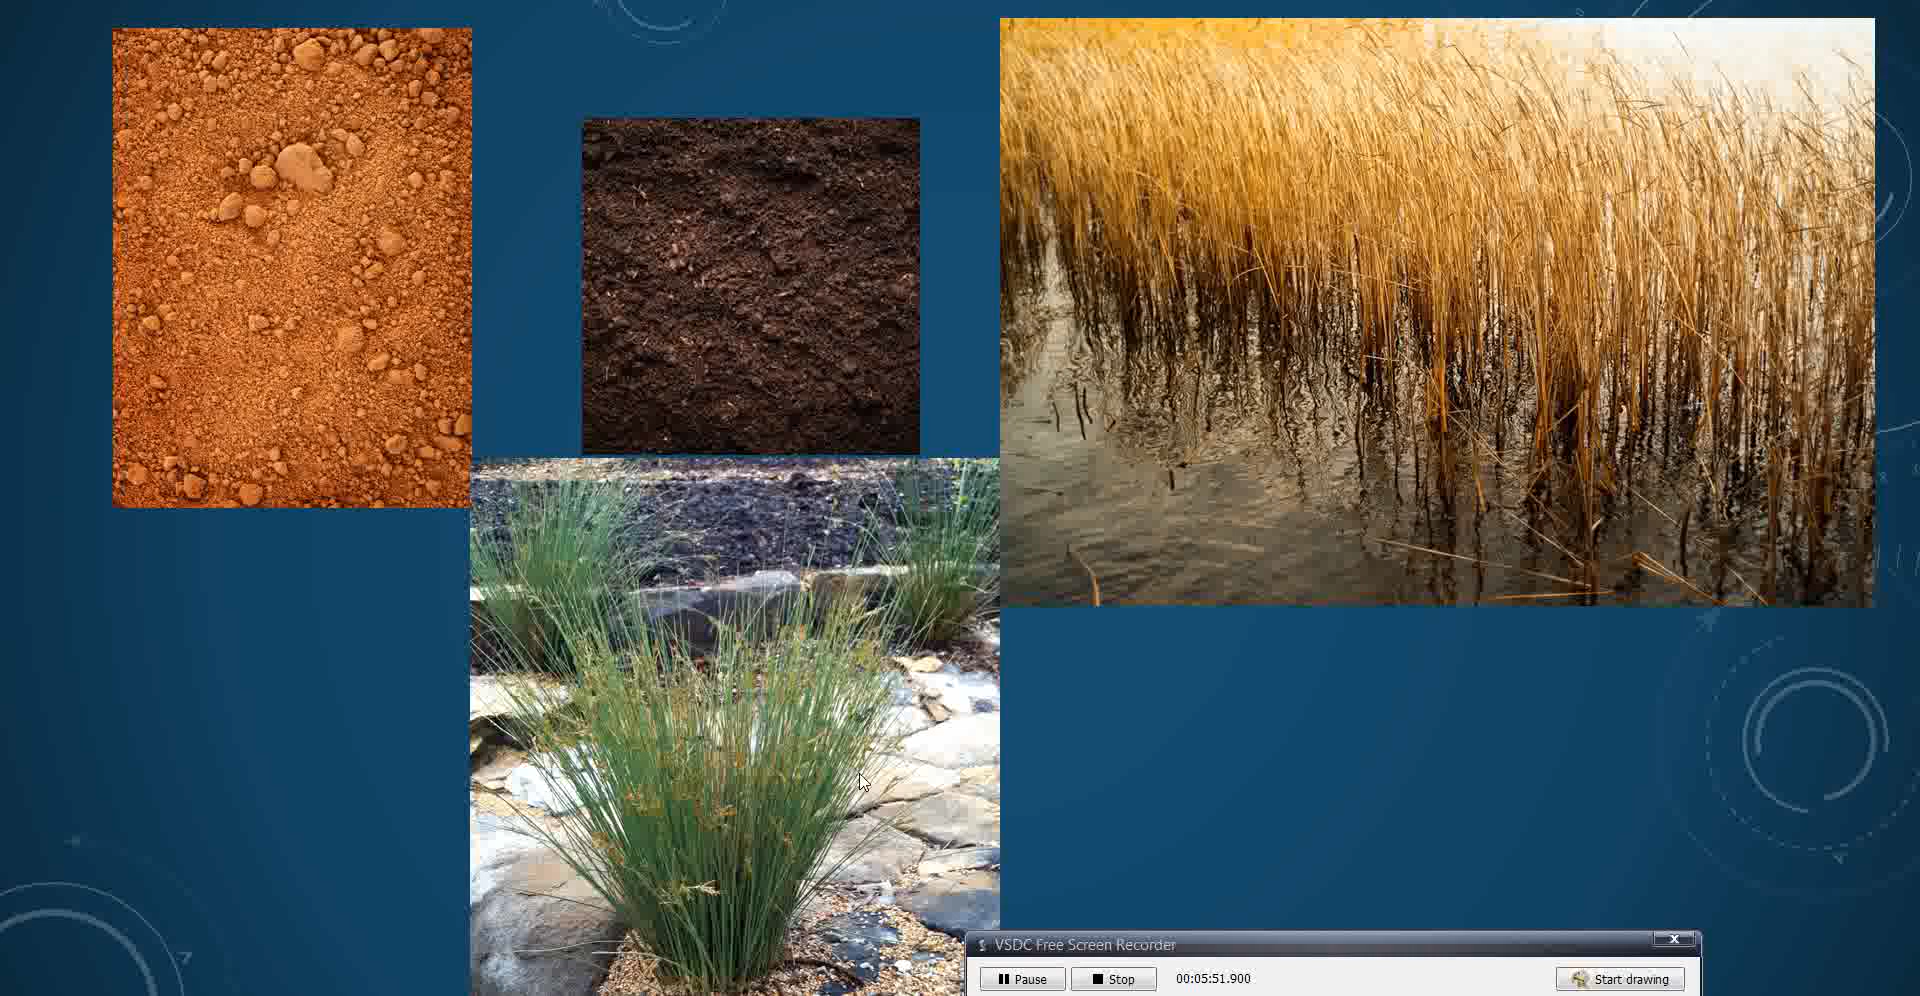 VSDC Free Screen Recorder
Pause
Stop
00:05:51.900
Start drawing